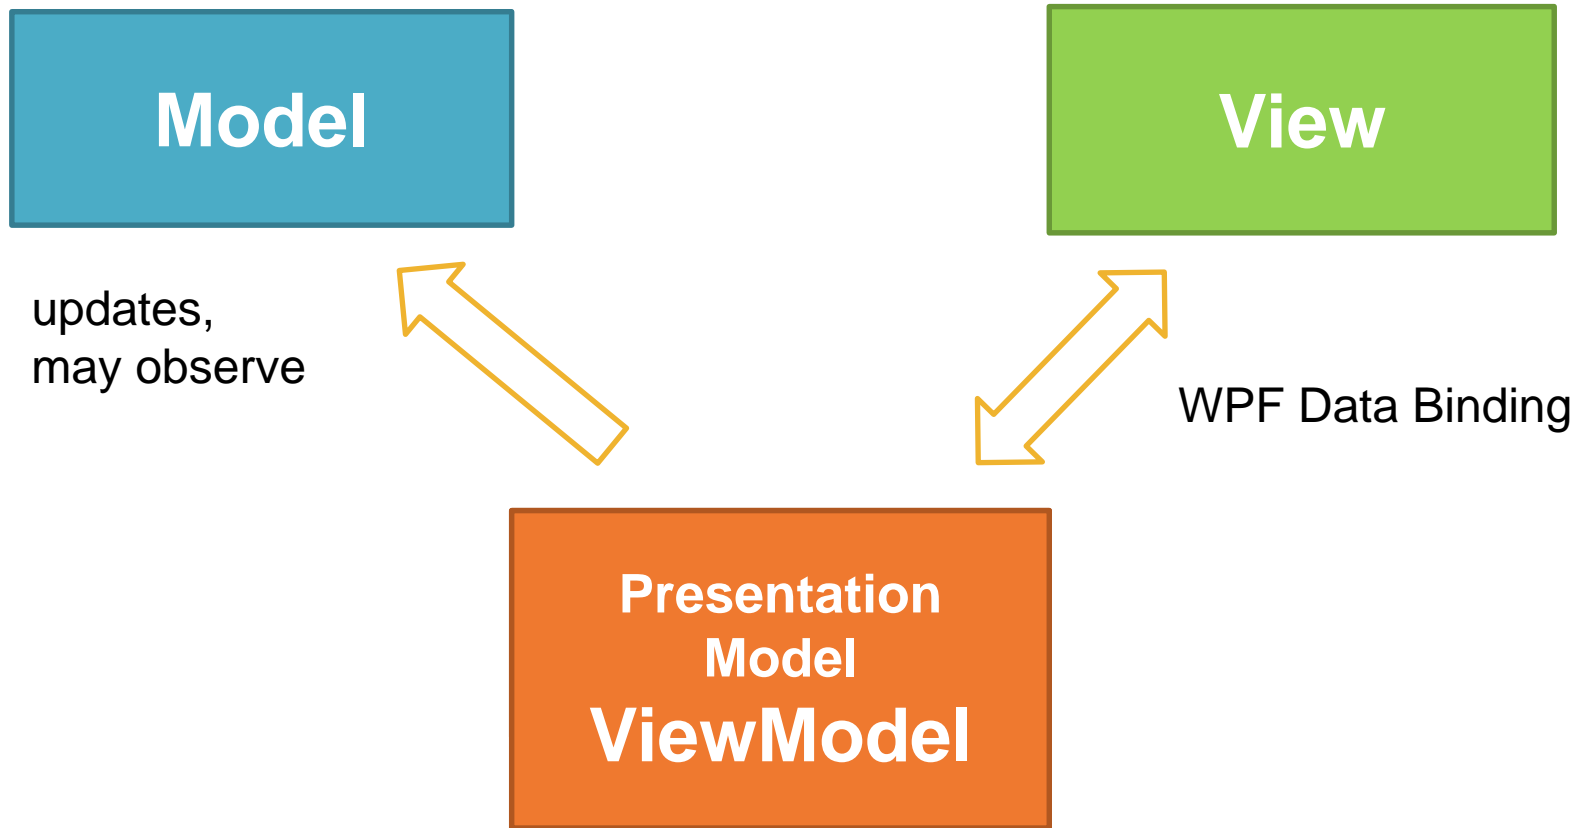 Model
View
updates,
may observe
WPF Data Binding
Presentation
Model
ViewModel